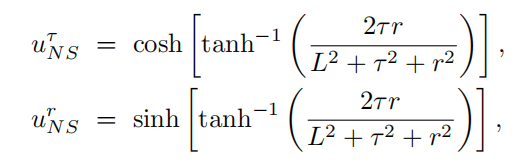 u^τ_{NS} = cosh [ tanh^{-1} ( 2τr / (L^2 + τ^2 + r^2) ) ] ,
u^r_{NS} = sinh [ tanh^{-1} ( 2τr / (L^2 + τ^2 + r^2) ) ] ,